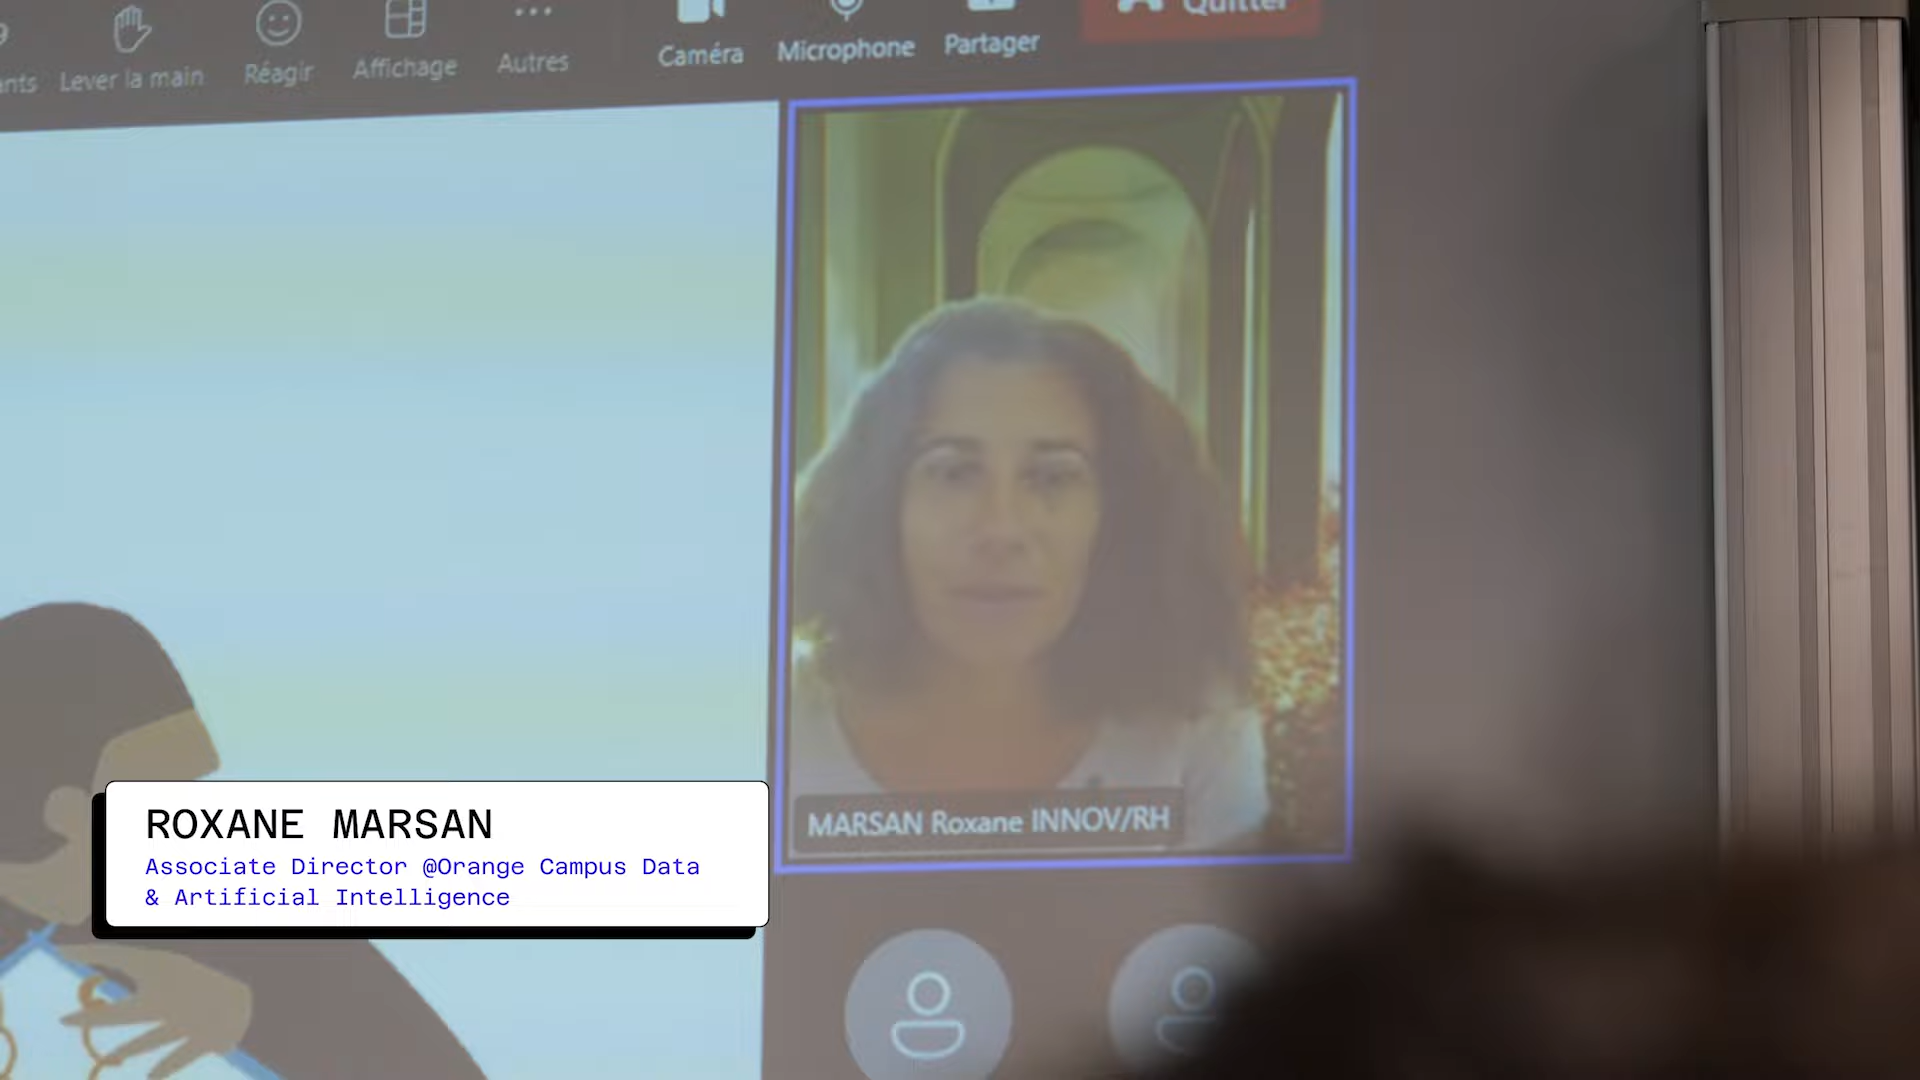 Lever la main
Réagir
Affichage
Autres
Caméra
Microphone
Partager
Quitter
MARSAN Roxane INNOV/RH
ROXANE MARSAN
Associate Director @Orange Campus Data
& Artificial Intelligence